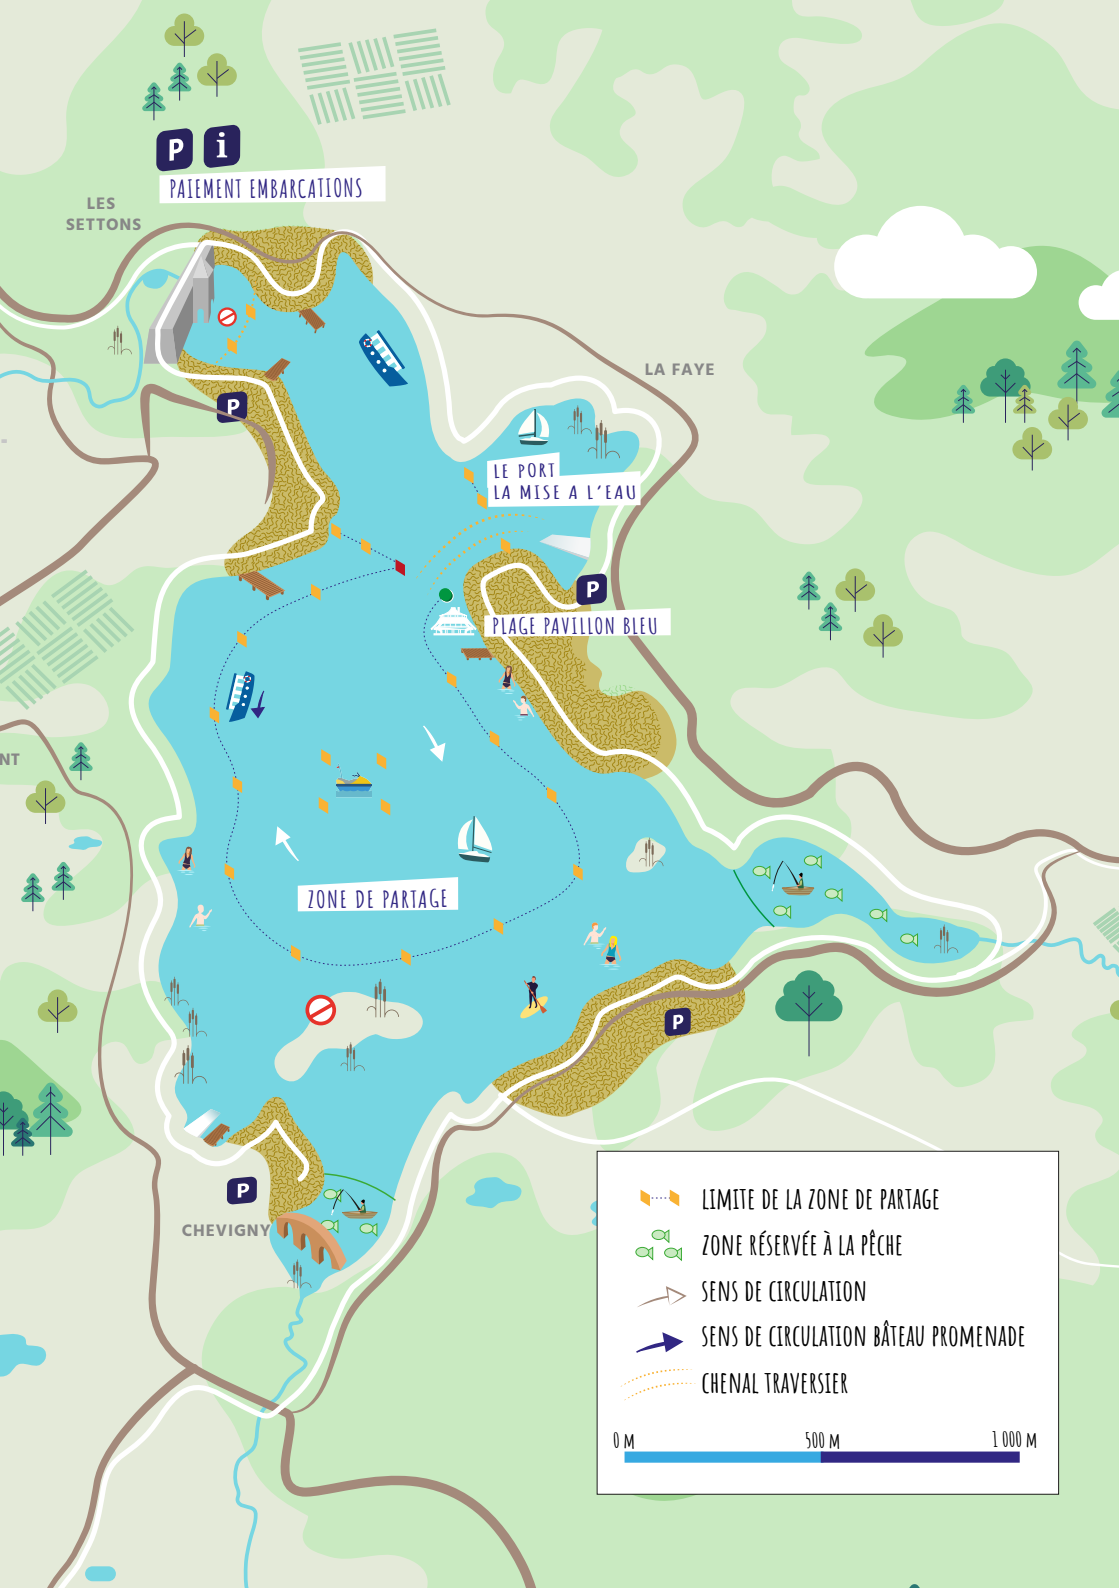 P i
PAIEMENT EMBARCATIONS
LES
SETTONS
LA FAYE
P
LE PORT
LA MISE A L'EAU
P
PLAGE PAVILLON BLEU
NT
ZONE DE PARTAGE
P
P
CHEVIGNY
LIMITE DE LA ZONE DE PARTAGE
ZONE RÉSERVÉE À LA PÊCHE
SENS DE CIRCULATION
SENS DE CIRCULATION BÂTEAU PROMENADE
CHENAL TRAVERSIER
0 M 500 M 1 000 M